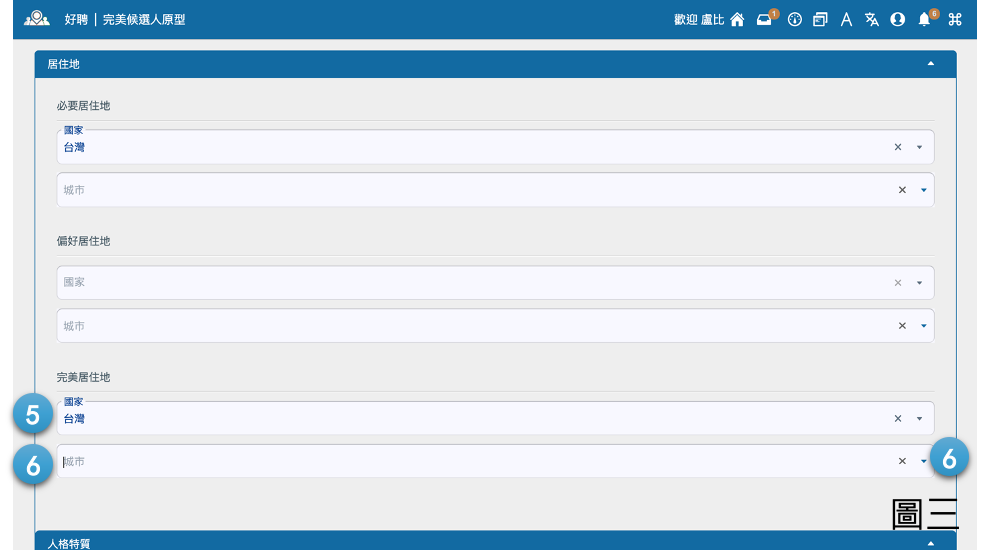 好聘 | 完美候選人原型
歡迎 盧比
1
6
居住地
必要居住地
國家
台灣
城市
偏好居住地
國家
城市
完美居住地
5
國家
台灣
6
城市
6
圖三
人格特質